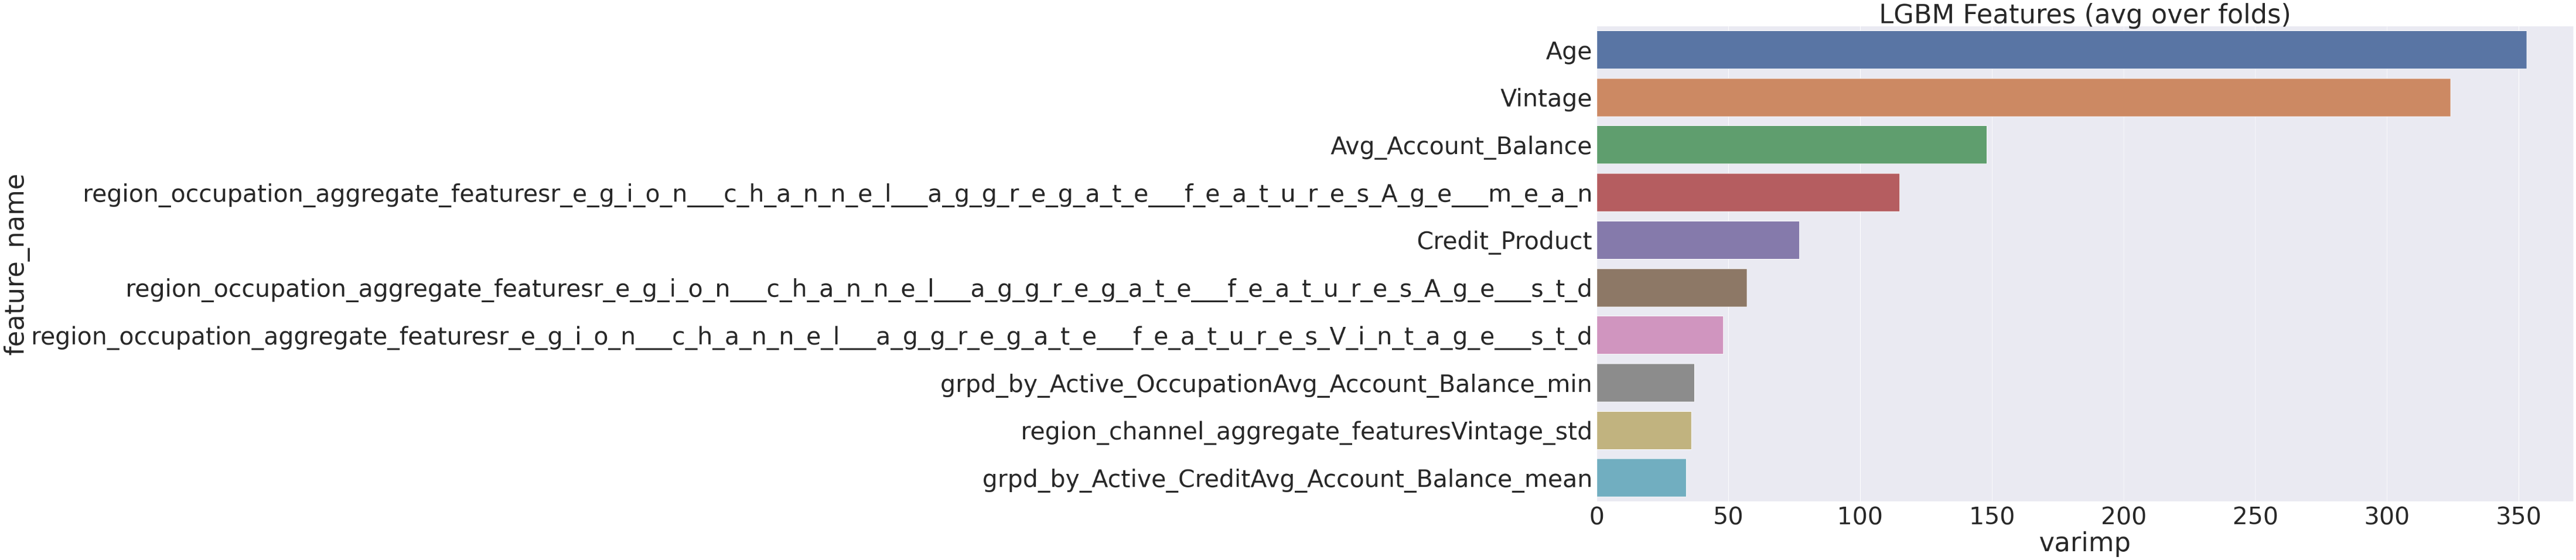 LGBM Features (avg over folds)
feature_name
Age
Vintage
Avg_Account_Balance
region_occupation_aggregate_featuresr_e_g_i_o_n___c_h_a_n_n_e_l___a_g_g_r_e_g_a_t_e___f_e_a_t_u_r_e_s_A_g_e___m_e_a_n
Credit_Product
region_occupation_aggregate_featuresr_e_g_i_o_n___c_h_a_n_n_e_l___a_g_g_r_e_g_a_t_e___f_e_a_t_u_r_e_s_A_g_e___s_t_d
region_occupation_aggregate_featuresr_e_g_i_o_n___c_h_a_n_n_e_l___a_g_g_r_e_g_a_t_e___f_e_a_t_u_r_e_s_V_i_n_t_a_g_e___s_t_d
grpd_by_Active_OccupationAvg_Account_Balance_min
region_channel_aggregate_featuresVintage_std
grpd_by_Active_CreditAvg_Account_Balance_mean
0 50 100 150 200 250 300 350
varimp